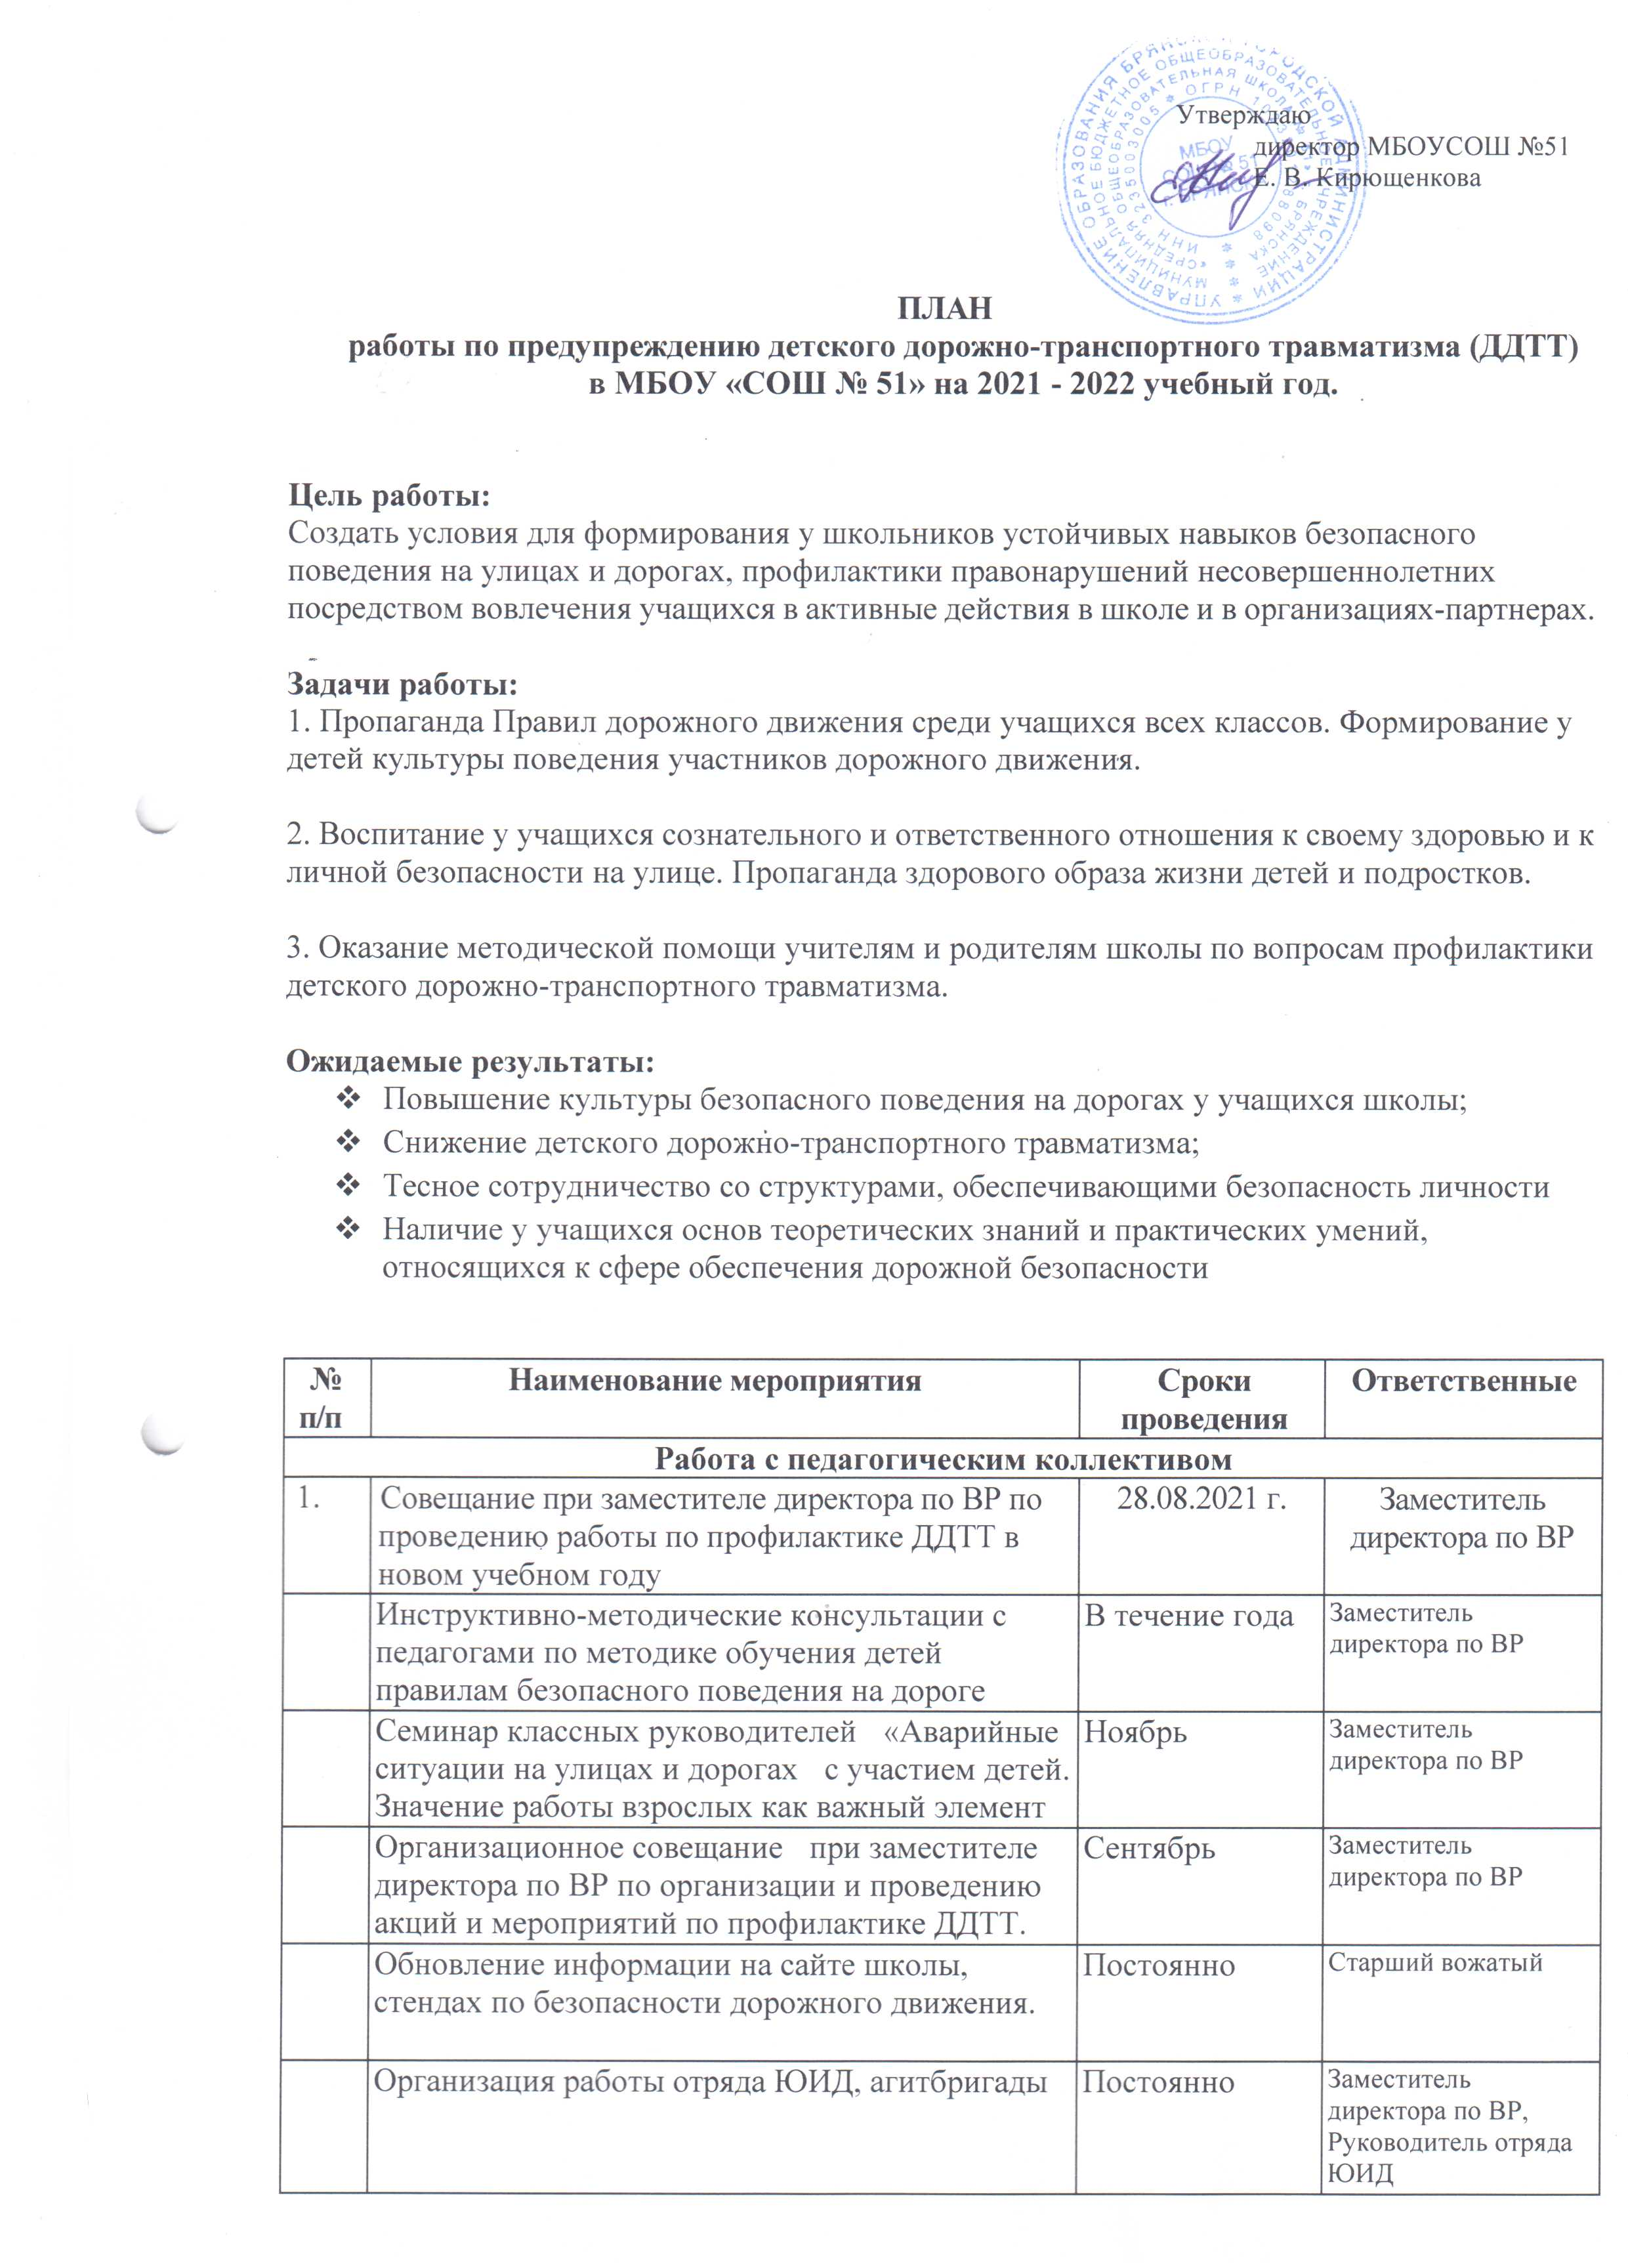 Утверждаю
директор МБОУСОШ №51
Е. В. Кирющенкова
МБОУ
ПЛАН
работы по предупреждению детского дорожно-транспортного травматизма (ДДТТ)
в МБОУ «СОШ № 51» на 2021 - 2022 учебный год.
Цель работы:
Создать условия для формирования у школьников устойчивых навыков безопасного
поведения на улицах и дорогах, профилактики правонарушений несовершеннолетних
посредством вовлечения учащихся в активные действия в школе и в организациях-партнерах.
Задачи работы:
1. Пропаганда Правил дорожного движения среди учащихся всех классов. Формирование у
детей культуры поведения участников дорожного движения.
2. Воспитание у учащихся сознательного и ответственного отношения к своему здоровью и к
личной безопасности на улице. Пропаганда здорового образа жизни детей и подростков.
3. Оказание методической помощи учителям и родителям школы по вопросам профилактики
детского дорожно-транспортного травматизма.
Ожидаемые результаты:
❖ Повышение культуры безопасного поведения на дорогах у учащихся школы;
❖ Снижение детского дорожно-транспортного травматизма;
❖ Тесное сотрудничество со структурами, обеспечивающими безопасность личности
❖ Наличие у учащихся основ теоретических знаний и практических умений,
относящихся к сфере обеспечения дорожной безопасности
№ Наименование мероприятия Сроки Ответственные
п/п проведения
Работа с педагогическим коллективом
1. Совещание при заместителе директора по ВР по 28.08.2021 г. Заместитель
проведению работы по профилактике ДДТТ в директора по ВР
новом учебном году
Инструктивно-методические консультации с В течение года Заместитель
педагогами по методике обучения детей директора по ВР
правилам безопасного поведения на дороге
Семинар классных руководителей «Аварийные Ноябрь Заместитель
ситуации на улицах и дорогах с участием детей. директора по ВР
Значение работы взрослых как важный элемент
Организационное совещание при заместителе Сентябрь Заместитель
директора по ВР по организации и проведению директора по ВР
акций и мероприятий по профилактике ДДТТ.
Обновление информации на сайте школы, Постоянно Старший вожатый
стендах по безопасности дорожного движения.
Организация работы отряда ЮИД, агитбригады Постоянно Заместитель
директора по ВР,
Руководитель отряда
ЮИД